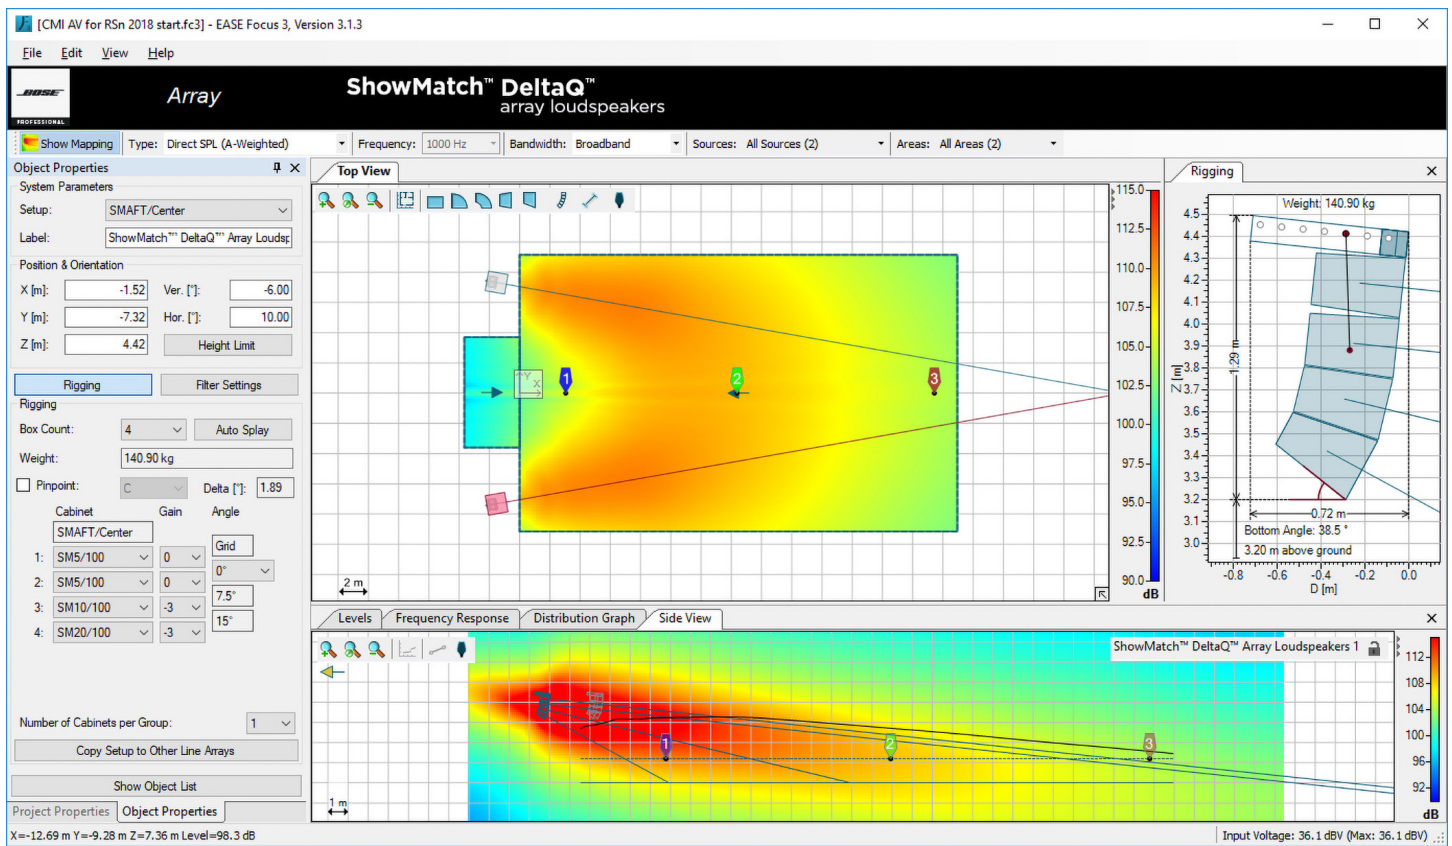 [CMI AV for RSn 2018 start.fc3] - EASE Focus 3, Version 3.1.3
File Edit View Help
BOSE
PROFESSIONAL
Array
ShowMatch™ DeltaQ™
array loudspeakers
Show Mapping Type: Direct SPL (A-Weighted) Frequency: 1000 Hz Bandwidth: Broadband Sources: All Sources (2) Areas: All Areas (2)
Object Properties
System Parameters
Setup: SMAFT/Center
Label: ShowMatch™ DeltaQ™ Array Loudsp
Position & Orientation
X [m]: -1.52 Ver. [°]: -6.00
Y [m]: -7.32 Hor. [°]: 10.00
Z [m]: 4.42 Height Limit
Rigging Filter Settings
Rigging
Box Count: 4 Auto Splay
Weight: 140.90 kg
Pinpoint: C Delta [°]: 1.89
Cabinet Gain Angle
SMAFT/Center
Grid
1: SM5/100 0
0°
2: SM5/100 0
7.5°
3: SM10/100 -3
15°
4: SM20/100 -3
Number of Cabinets per Group: 1
Copy Setup to Other Line Arrays
Show Object List
Project Properties Object Properties
Top View
Y
X
1
2
3
2 m
115.0
112.5
110.0
107.5
105.0
102.5
100.0
97.5
95.0
92.5
90.0
dB
Rigging
Weight: 140.90 kg
4.5
4.4
4.3
4.2
4.1
4.0
3.9
3.8
3.7
3.6
3.5
3.4
3.3
3.2
3.1
3.0
Z [m]
1.29 m
0.72 m
Bottom Angle: 38.5 °
3.20 m above ground
-0.8 -0.6 -0.4 -0.2 0.0
D [m]
Levels Frequency Response Distribution Graph Side View
ShowMatch™ DeltaQ™ Array Loudspeakers 1
1
2
3
1 m
112
108
104
100
96
92
dB
X=-12.69 m Y=-9.28 m Z=7.36 m Level=98.3 dB
Input Voltage: 36.1 dBV (Max: 36.1 dBV)